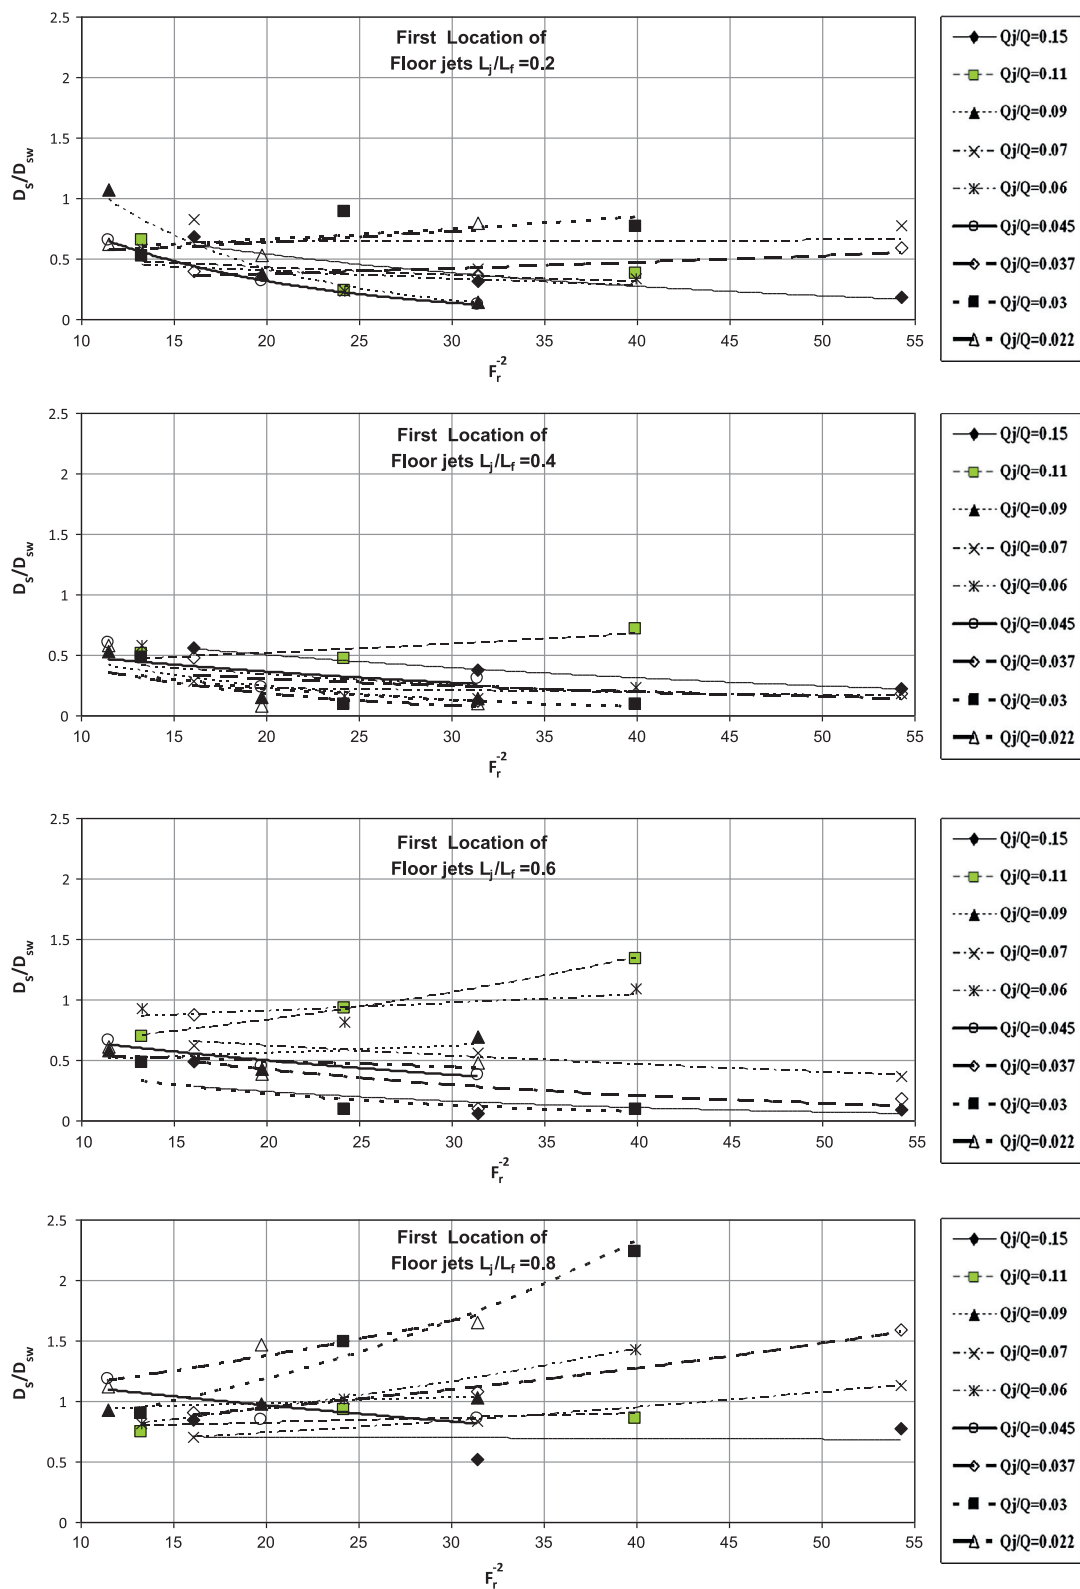 First Location of
Floor jets Lj/Lf =0.2
2.5
2
1.5
1
0.5
0
Ds/Dsw
10 15 20 25 30 35 40 45 50 55
Fr-2
Qj/Q=0.15
Qj/Q=0.11
Qj/Q=0.09
Qj/Q=0.07
Qj/Q=0.06
Qj/Q=0.045
Qj/Q=0.037
Qj/Q=0.03
Qj/Q=0.022
First Location of
Floor jets Lj/Lf =0.4
2.5
2
1.5
1
0.5
0
Ds/Dsw
10 15 20 25 30 35 40 45 50 55
Fr-2
Qj/Q=0.15
Qj/Q=0.11
Qj/Q=0.09
Qj/Q=0.07
Qj/Q=0.06
Qj/Q=0.045
Qj/Q=0.037
Qj/Q=0.03
Qj/Q=0.022
First Location of
Floor jets Lj/Lf =0.6
2.5
2
1.5
1
0.5
0
Ds/Dsw
10 15 20 25 30 35 40 45 50 55
Fr-2
Qj/Q=0.15
Qj/Q=0.11
Qj/Q=0.09
Qj/Q=0.07
Qj/Q=0.06
Qj/Q=0.045
Qj/Q=0.037
Qj/Q=0.03
Qj/Q=0.022
First Location of
Floor jets Lj/Lf =0.8
2.5
2
1.5
1
0.5
0
Ds/Dsw
10 15 20 25 30 35 40 45 50 55
Fr-2
Qj/Q=0.15
Qj/Q=0.11
Qj/Q=0.09
Qj/Q=0.07
Qj/Q=0.06
Qj/Q=0.045
Qj/Q=0.037
Qj/Q=0.03
Qj/Q=0.022